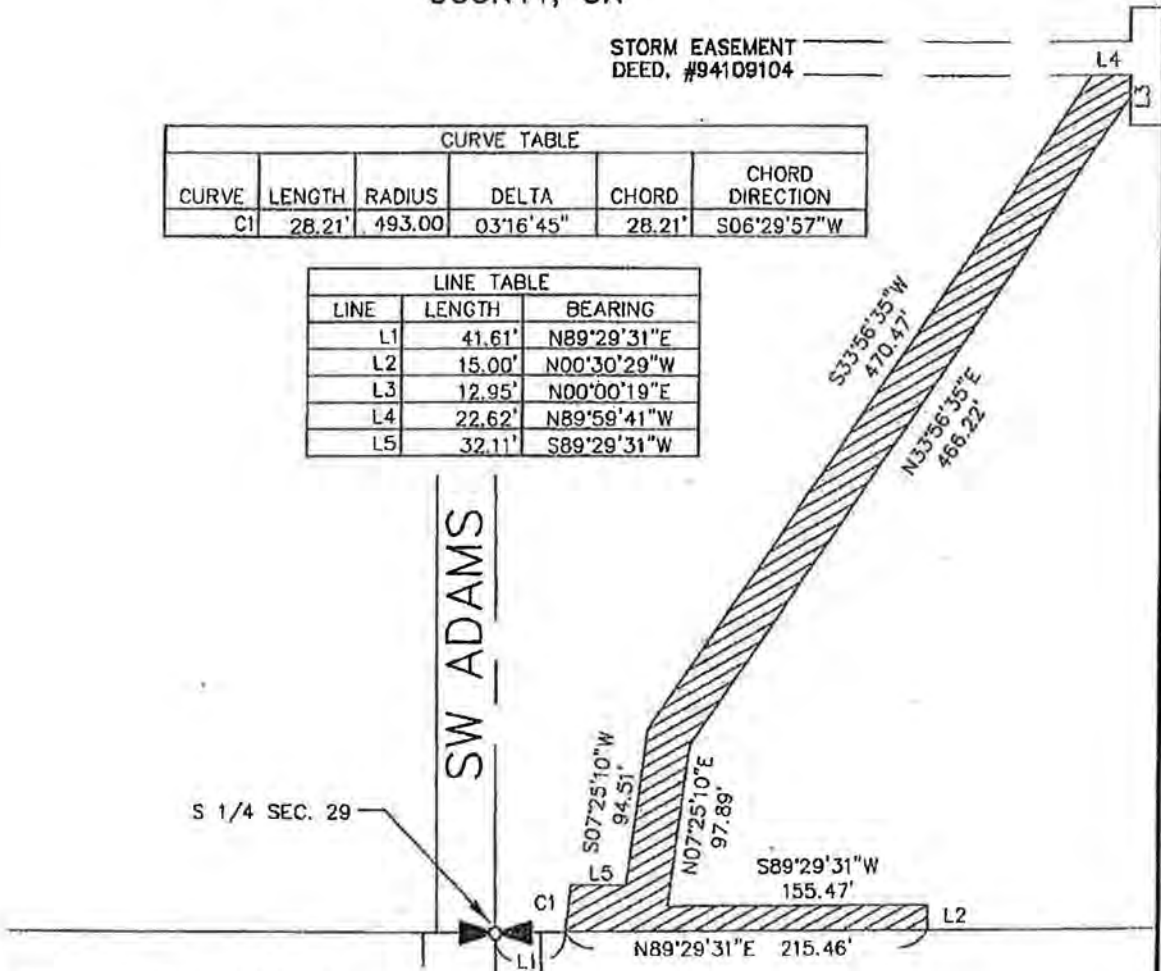 STORM EASEMENT
DEED. #94109104
L4
L3
CURVE TABLE
CURVE LENGTH RADIUS DELTA CHORD CHORD DIRECTION
C1 28.21' 493.00 03°16'45" 28.21' S06°29'57"W
LINE TABLE
LINE LENGTH BEARING
L1 41.61' N89°29'31"E
L2 15.00' N00°30'29"W
L3 12.95' N00°00'19"E
L4 22.62' N89°59'41"W
L5 32.11' S89°29'31"W
S33°56'35"W
470.47'
N33°56'35"E
466.22'
SW ADAMS
S 1/4 SEC. 29
S07°25'10"W
94.51'
N07°25'10"E
97.89'
S89°29'31"W
155.47'
L5
C1
L2
L1
N89°29'31"E 215.46'